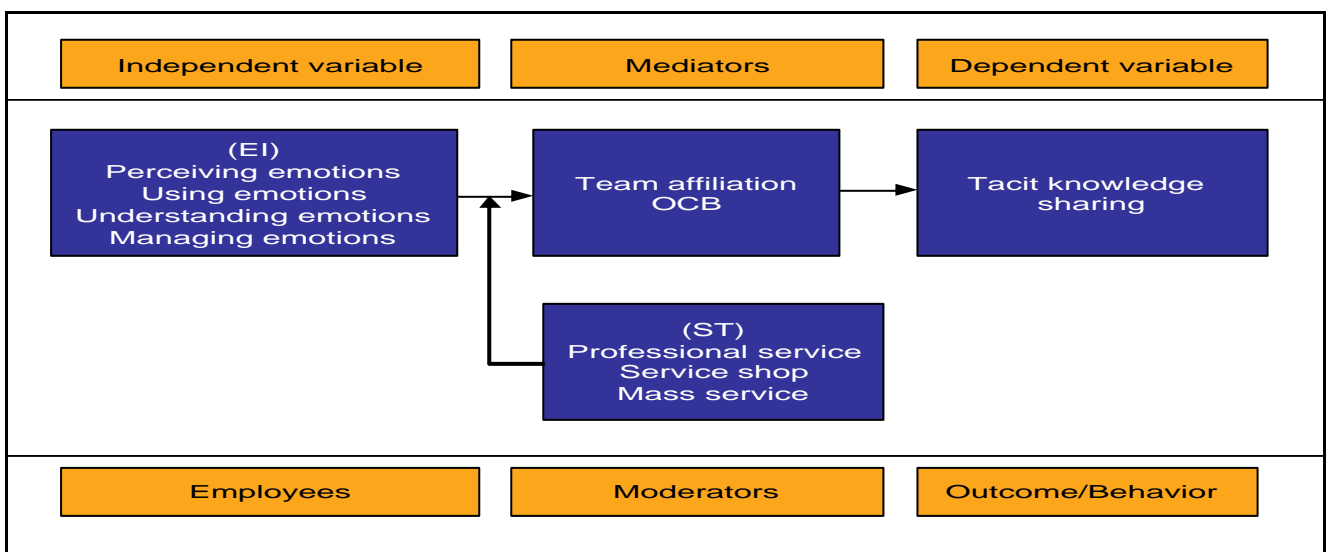 Independent variable
Mediators
Dependent variable
(EI)
Perceiving emotions
Using emotions
Understanding emotions
Managing emotions
Team affiliation
OCB
Tacit knowledge
sharing
(ST)
Professional service
Service shop
Mass service
Employees
Moderators
Outcome/Behavior